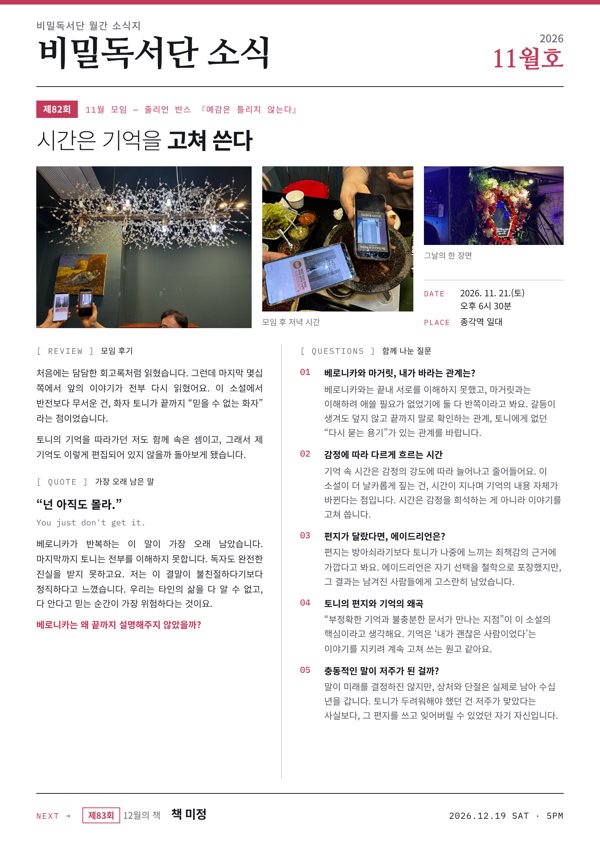 비밀독서단 월간 소식지
비밀독서단 소식
2026
11월호
제82회 11월 모임 — 줄리언 반스 『예감은 틀리지 않는다』
시간은 기억을 고쳐 쓴다
그날의 한 장면
DATE 2026. 11. 21.(토)
오후 6시 30분
PLACE 종각역 일대
모임 후 저녁 시간
[ REVIEW ] 모임 후기
처음에는 담담한 회고록처럼 읽혔습니다. 그런데 마지막 몇십
쪽에서 앞의 이야기가 전부 다시 읽혔어요. 이 소설에서
반전보다 무서운 건, 화자 토니가 끝까지 “믿을 수 없는 화자”
라는 점이었습니다.
토니의 기억을 따라가던 저도 함께 속은 셈이고, 그래서 제
기억도 이렇게 편집되어 있지 않을까 돌아보게 됐습니다.
[ QUOTE ] 가장 오래 남은 말
“넌 아직도 몰라.”
You just don't get it.
베로니카가 반복하는 이 말이 가장 오래 남았습니다.
마지막까지 토니는 전부를 이해하지 못합니다. 독자도 완전한
진실을 받지 못하고요. 저는 이 결말이 불친절하다기보다
정직하다고 느꼈습니다. 우리는 타인의 삶을 다 알 수 없고,
다 안다고 믿는 순간이 가장 위험하다는 것이요.
베로니카는 왜 끝까지 설명해주지 않았을까?
[ QUESTIONS ] 함께 나눈 질문
01 베로니카와 마거릿, 내가 바라는 관계는?
베로니카와는 끝내 서로를 이해하지 못했고, 마거릿과는
이해하려 애쓸 필요가 없었기에 둘 다 반쪽이라고 봐요. 갈등이
생겨도 덮지 않고 끝까지 말로 확인하는 관계, 토니에게 없던
“다시 묻는 용기”가 있는 관계를 바랍니다.
02 감정에 따라 다르게 흐르는 시간
기억 속 시간은 감정의 강도에 따라 늘어나고 줄어들어요. 이
소설이 더 날카롭게 짚는 건, 시간이 지나며 기억의 내용 자체가
바뀐다는 점입니다. 시간은 감정을 희석하는 게 아니라 이야기를
고쳐 씁니다.
03 편지가 달랐다면, 에이드리언은?
편지는 방아쇠라기보다 토니가 나중에 느끼는 죄책감의 근거에
가깝다고 봐요. 에이드리언은 자기 선택을 철학으로 포장했지만,
그 결과는 남겨진 사람들에게 고스란히 남았습니다.
04 토니의 편지와 기억의 왜곡
“부정확한 기억과 불충분한 문서가 만나는 지점”이 이 소설의
핵심이라고 생각해요. 기억은 ‘내가 괜찮은 사람이었다’는
이야기를 지키려 계속 고쳐 쓰는 원고 같아요.
05 충동적인 말이 저주가 된 걸까?
말이 미래를 결정하진 않지만, 상처와 단절은 실제로 남아 수십
년을 갑니다. 토니가 두려워해야 했던 건 저주가 맞았다는
사실보다, 그 편지를 쓰고 잊어버릴 수 있었던 자기 자신입니다.
NEXT → 제83회 12월의 책 책 미정
2026.12.19 SAT · 5PM